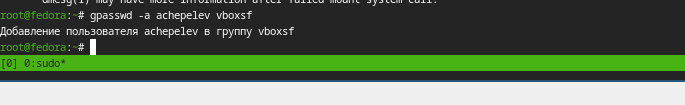 dmesg(1) may have more information after failed mount system call.
root@fedora:~# gpasswd -a achepelev vboxsf
Добавление пользователя achepelev в группу vboxsf
root@fedora:~#
[0] 0:sudo*